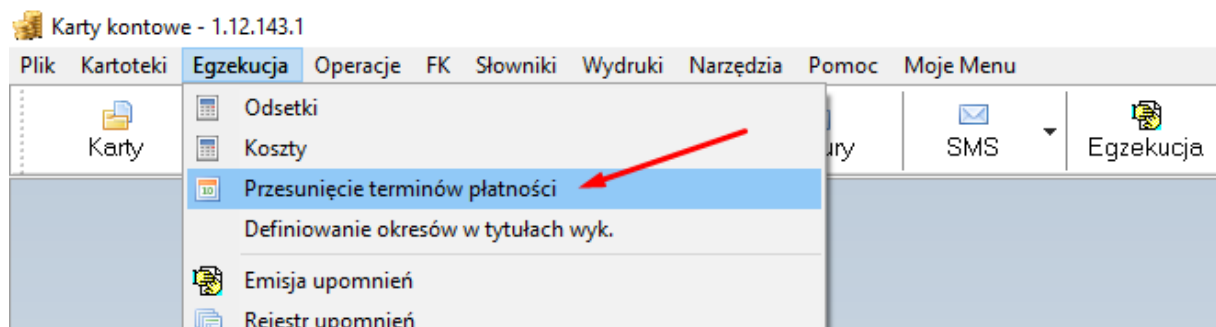 Karty kontowe - 1.12.143.1
Plik Kartoteki Egzekucja Operacje FK Słowniki Wydruki Narzędzia Pomoc Moje Menu
Karty SMS Egzekucja
Odsetki
Koszty
10 Przesunięcie terminów płatności
Definiowanie okresów w tytułach wyk.
Emisja upomnień
Rejestr upomnień